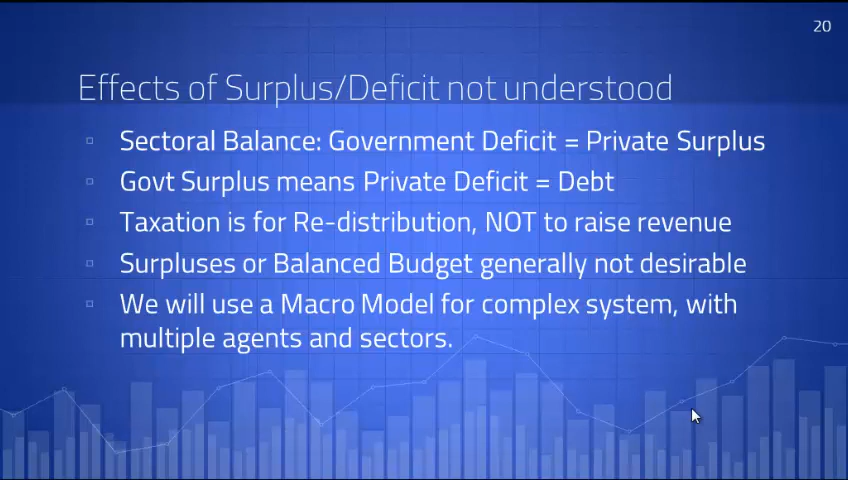 20
Effects of Surplus/Deficit not understood
Sectoral Balance: Government Deficit = Private Surplus
Govt Surplus means Private Deficit = Debt
Taxation is for Re-distribution, NOT to raise revenue
Surpluses or Balanced Budget generally not desirable
We will use a Macro Model for complex system, with
multiple agents and sectors.